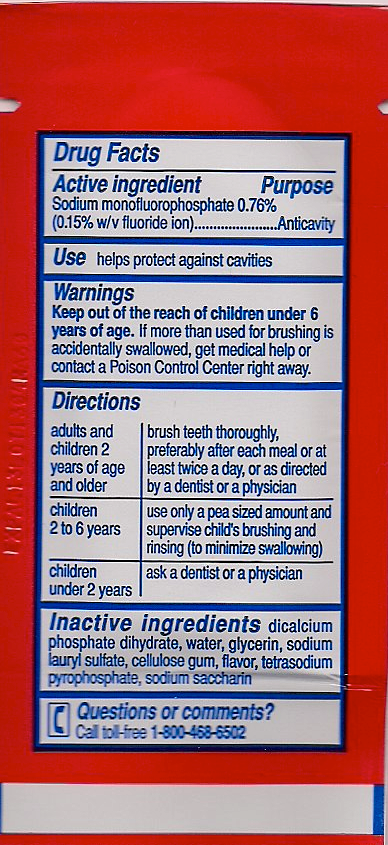 Drug Facts
Active ingredient Purpose
Sodium monofluorophosphate 0.76%
(0.15% w/v fluoride ion)......................Anticavity
Use helps protect against cavities
Warnings
Keep out of the reach of children under 6
years of age. If more than used for brushing is
accidentally swallowed, get medical help or
contact a Poison Control Center right away.
Directions
adults and
children 2
years of age
and older
brush teeth thoroughly,
preferably after each meal or at
least twice a day, or as directed
by a dentist or a physician
children
2 to 6 years
use only a pea sized amount and
supervise child's brushing and
rinsing (to minimize swallowing)
children
under 2 years
ask a dentist or a physician
Inactive ingredients dicalcium
phosphate dihydrate, water, glycerin, sodium
lauryl sulfate, cellulose gum, flavor, tetrasodium
pyrophosphate, sodium saccharin
Questions or comments?
Call toll-free 1-800-468-6502